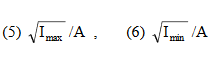 (5) √I_max /A , (6) √I_min /A